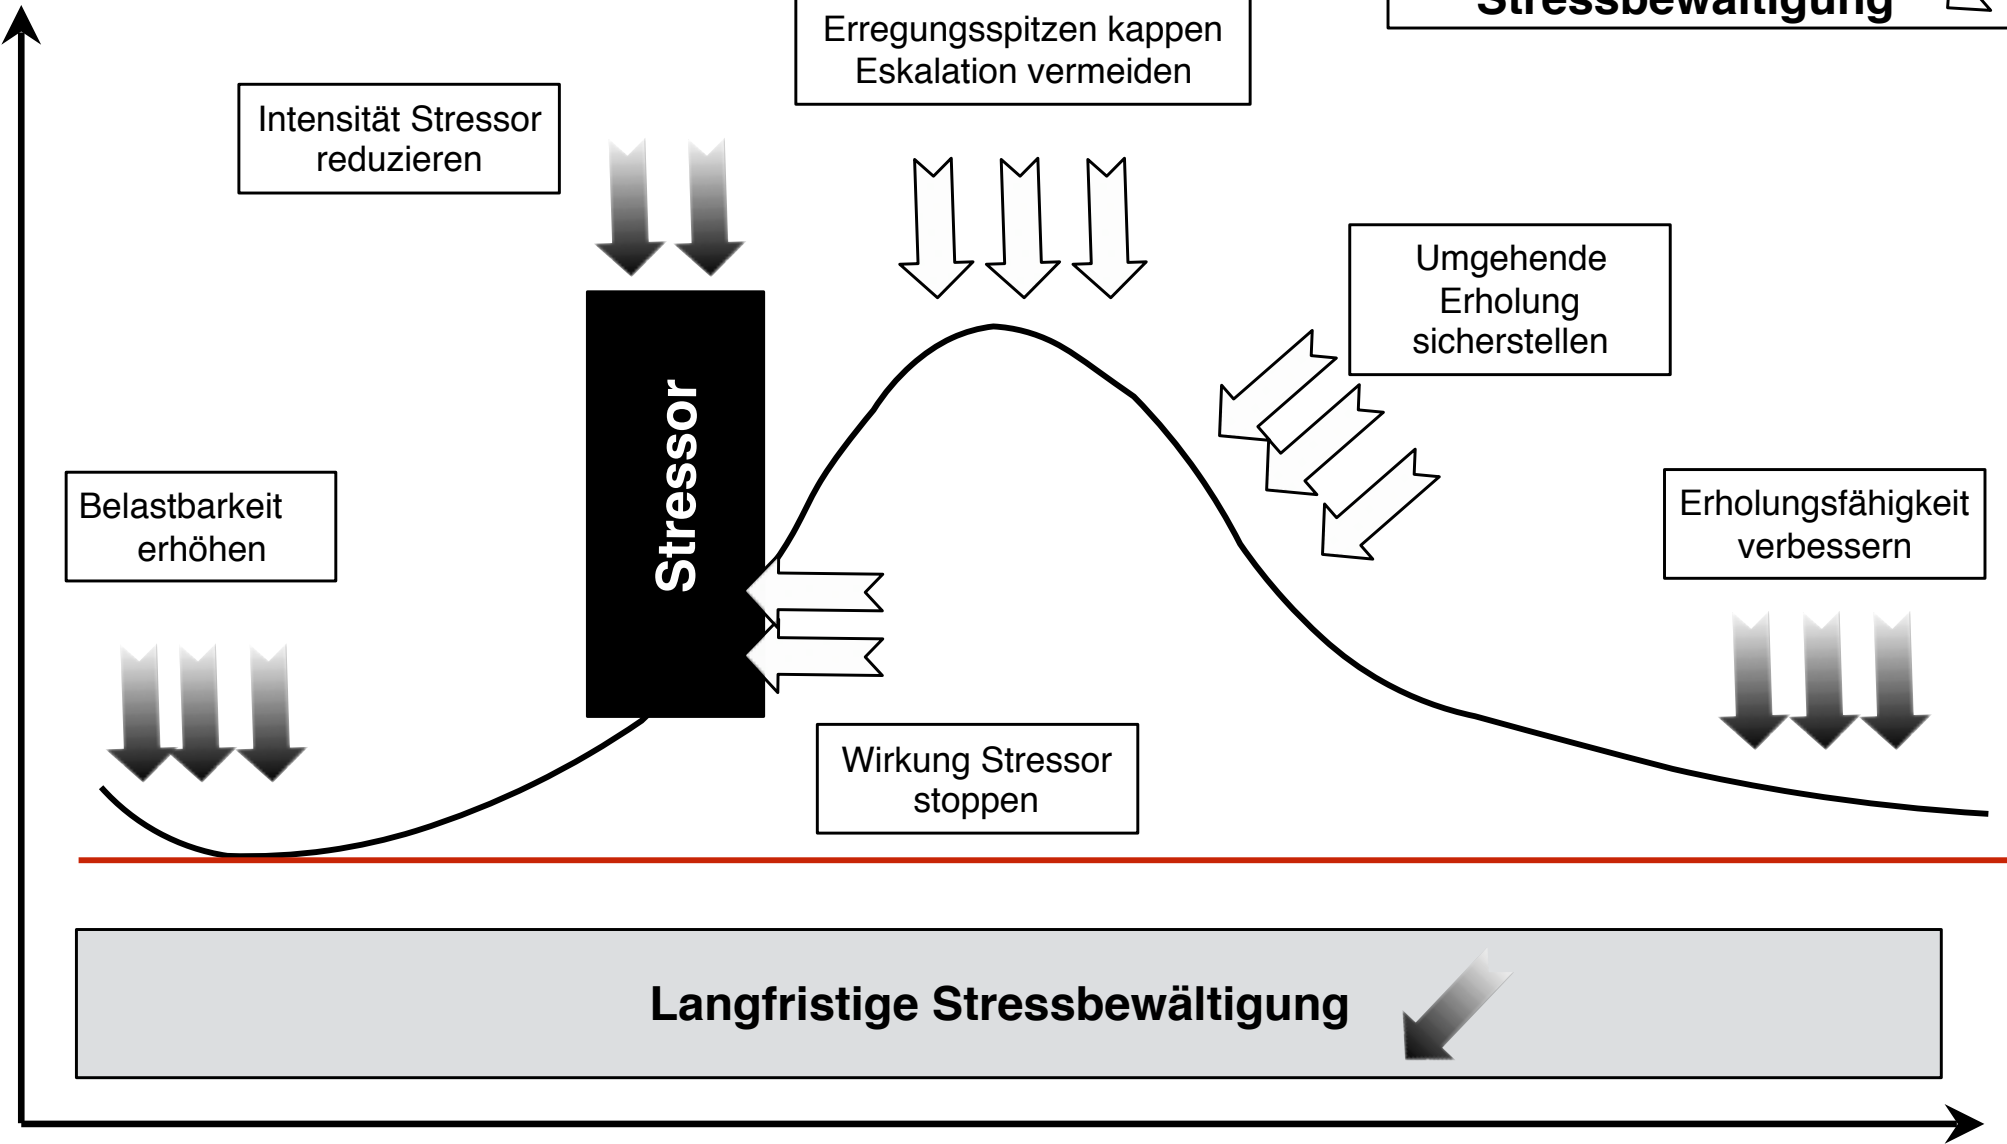 Stressbewältigung
Erregungsspitzen kappen
Eskalation vermeiden
Intensität Stressor
reduzieren
Umgehende
Erholung
sicherstellen
Stressor
Belastbarkeit
erhöhen
Erholungsfähigkeit
verbessern
Wirkung Stressor
stoppen
Langfristige Stressbewältigung